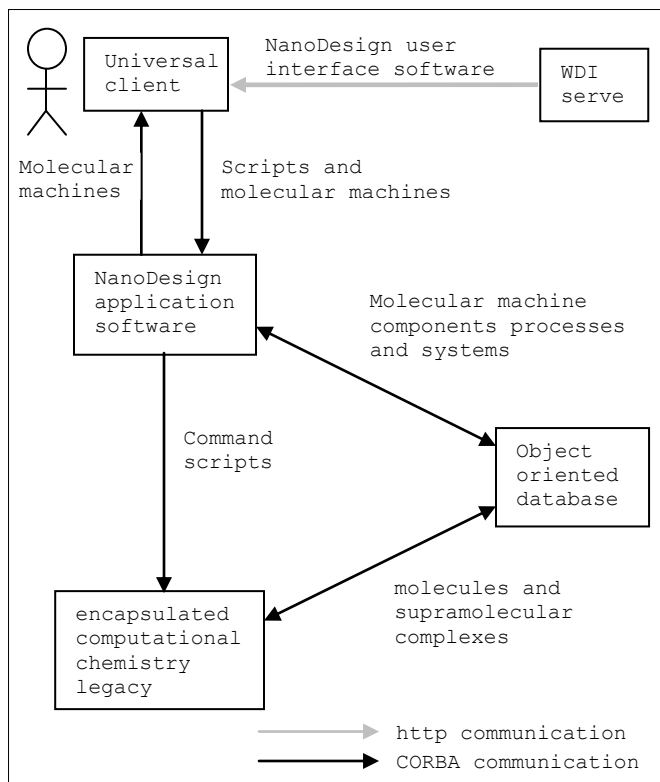 Universal
client
NanoDesign user
interface software
WDI
serve
Molecular
machines
Scripts and
molecular machines
NanoDesign
application
software
Molecular machine
components processes
and systems
Command
scripts
Object
oriented
database
encapsulated
computational
chemistry
legacy
molecules and
supramolecular
complexes
http communication
CORBA communication